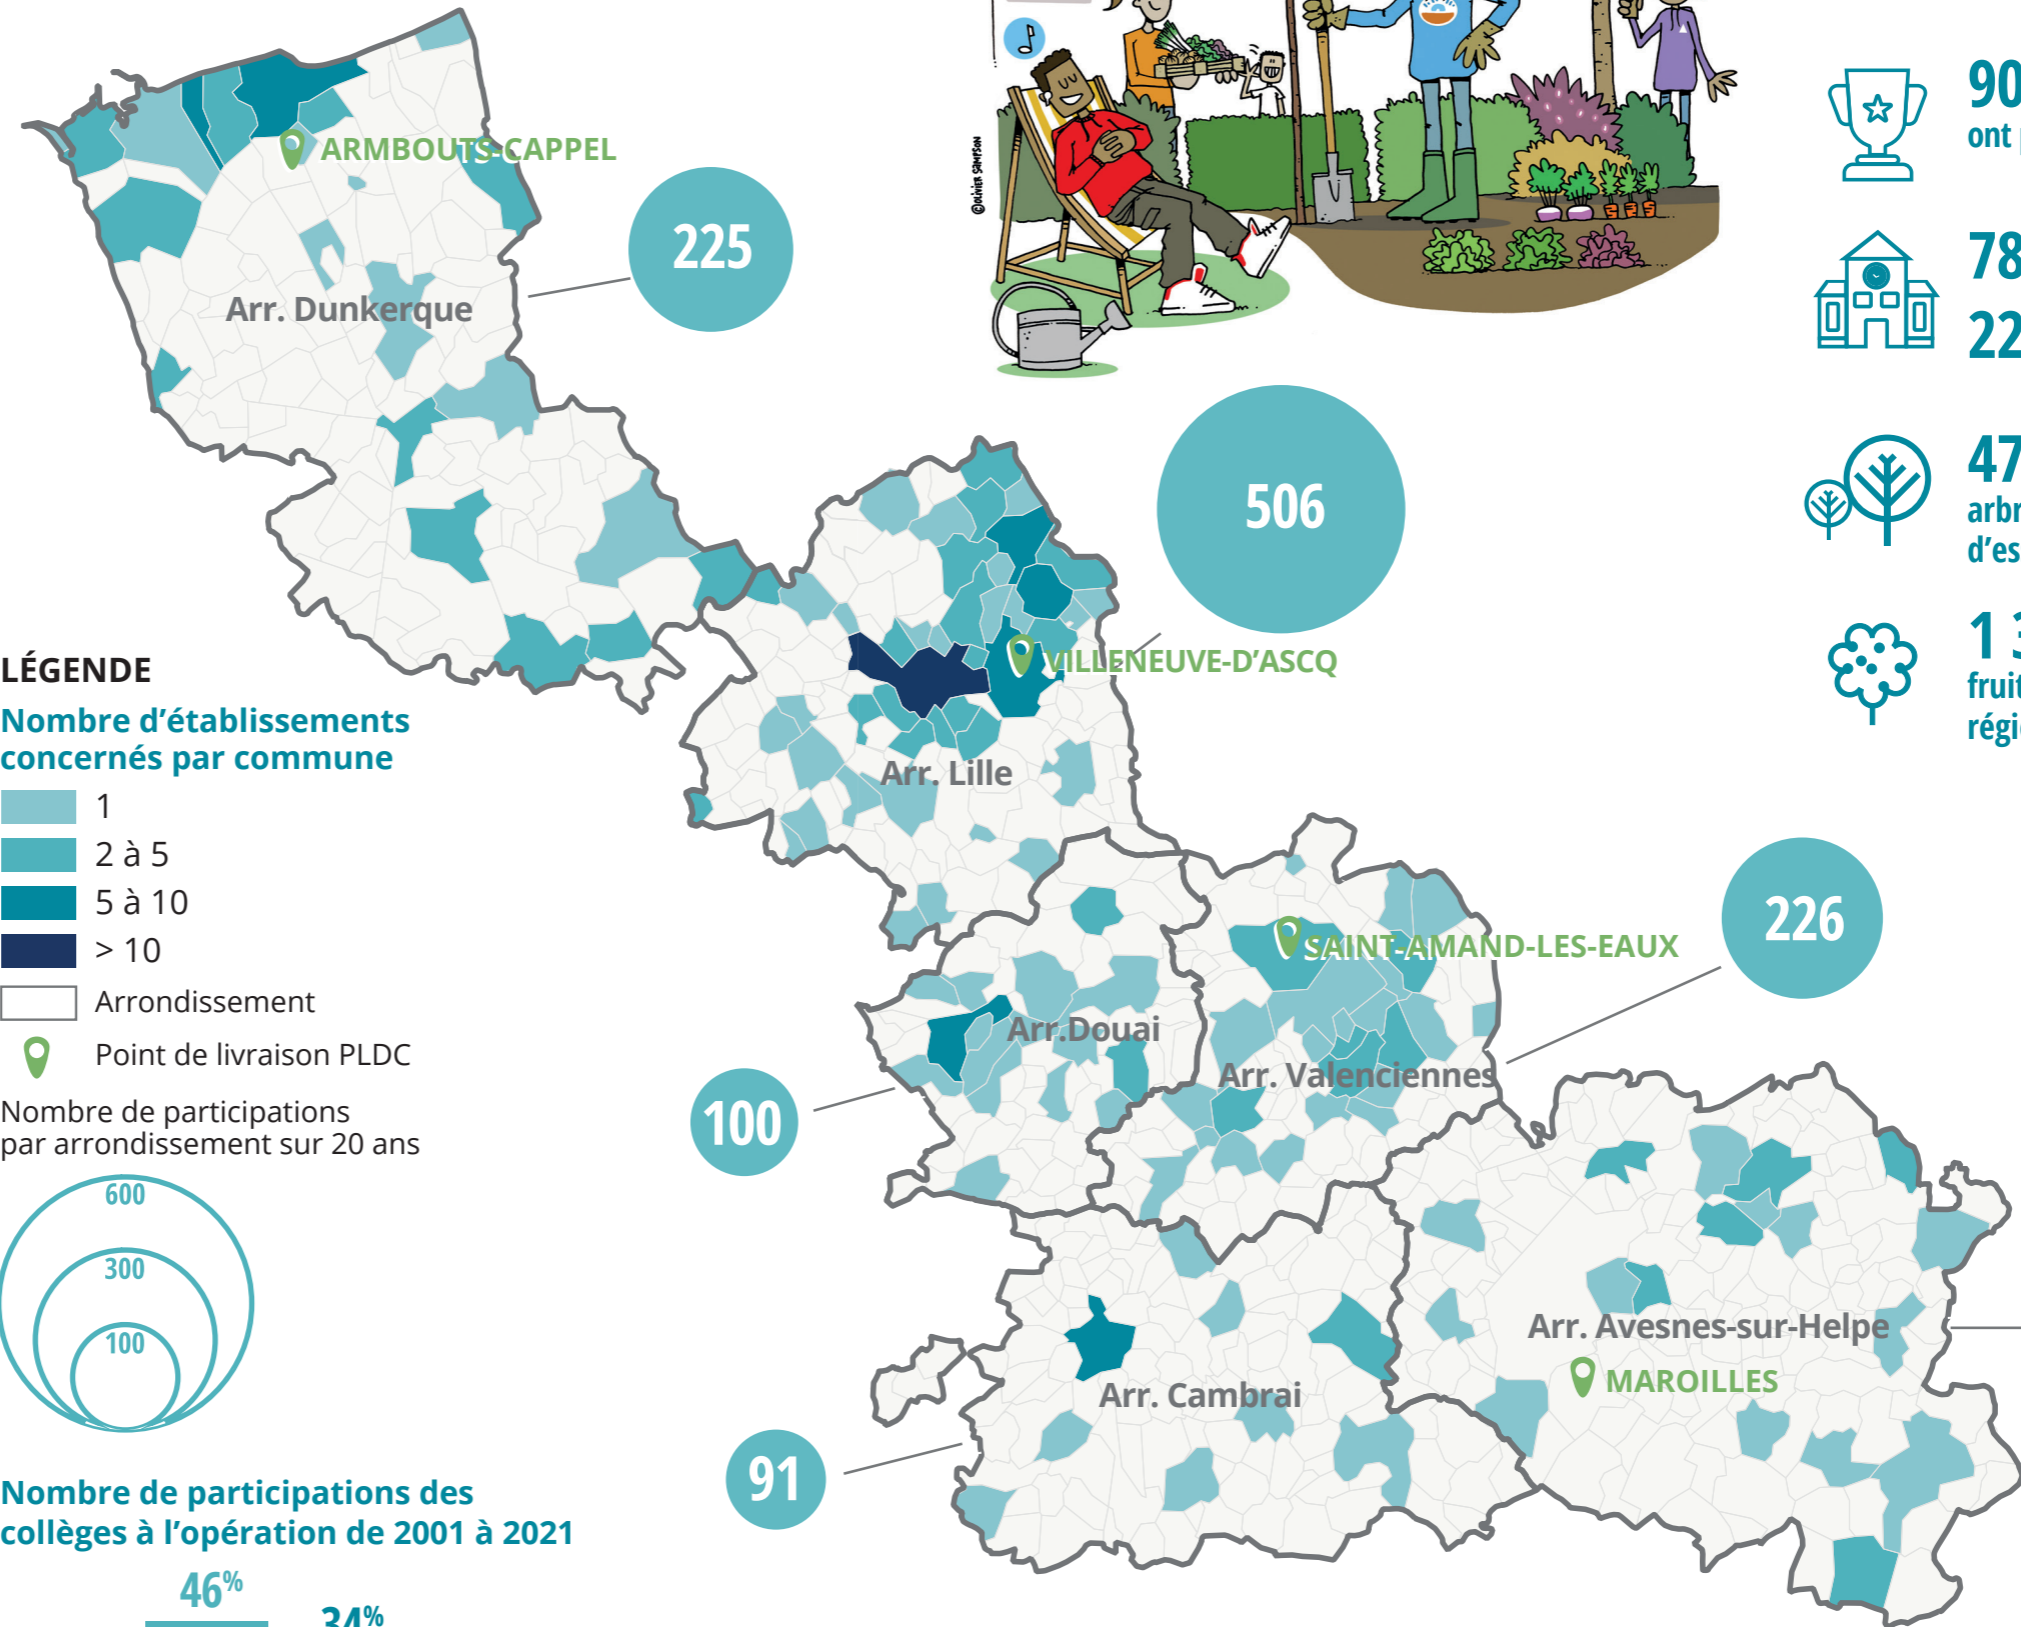 ©OLIVIER SAMPSON
ARMBOUTS-CAPPEL
225
Arr. Dunkerque
506
VILLENEUVE-D'ASCQ
Arr. Lille
226
SAINT-AMAND-LES-EAUX
Arr.Douai
Arr. Valenciennes
100
Arr. Avesnes-sur-Helpe
MAROILLES
Arr. Cambrai
91
LÉGENDE
Nombre d'établissements
concernés par commune
1
2 à 5
5 à 10
> 10
Arrondissement
Point de livraison PLDC
Nombre de participations
par arrondissement sur 20 ans
600
300
100
Nombre de participations des
collèges à l'opération de 2001 à 2021
46%
34%
90
ont
78
22
47
arbr
d'es
1 3
fruit
régi